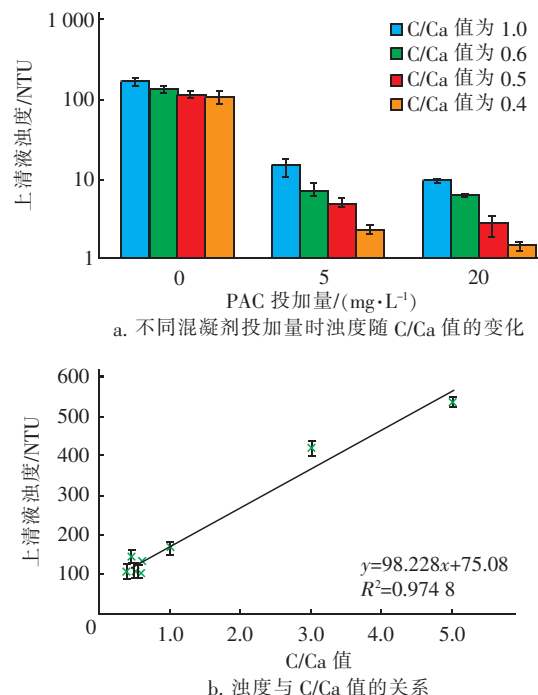 1 000
100
10
1
上清液浊度/NTU
C/Ca 值为 1.0
C/Ca 值为 0.6
C/Ca 值为 0.5
C/Ca 值为 0.4
0 5 20
PAC 投加量/(mg·L⁻¹)
a. 不同混凝剂投加量时浊度随 C/Ca 值的变化
600
500
400
300
200
100
0
上清液浊度/NTU
y=98.228x+75.08
R²=0.974 8
1.0 2.0 3.0 4.0 5.0
C/Ca 值
b. 浊度与 C/Ca 值的关系